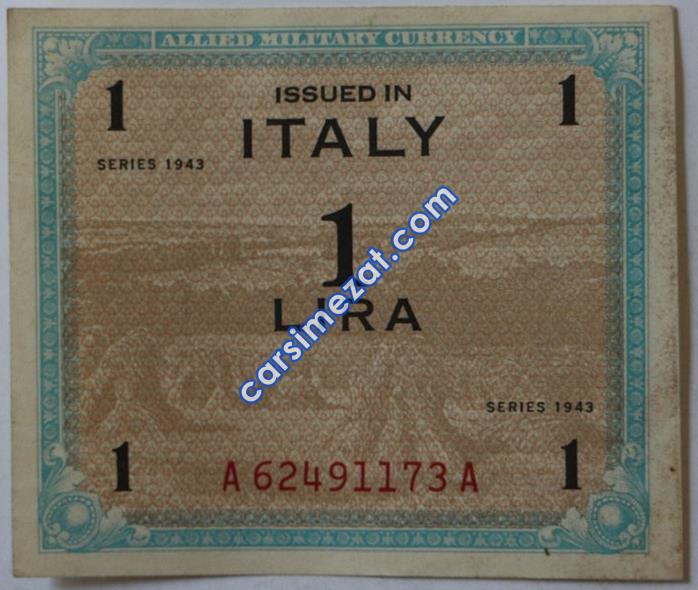 ALLIED MILITARY CURRENCY
1 1
ISSUED IN
ITALY
SERIES 1943
1
LIRA
carsimezat.com
SERIES 1943
1 1
A62491173A